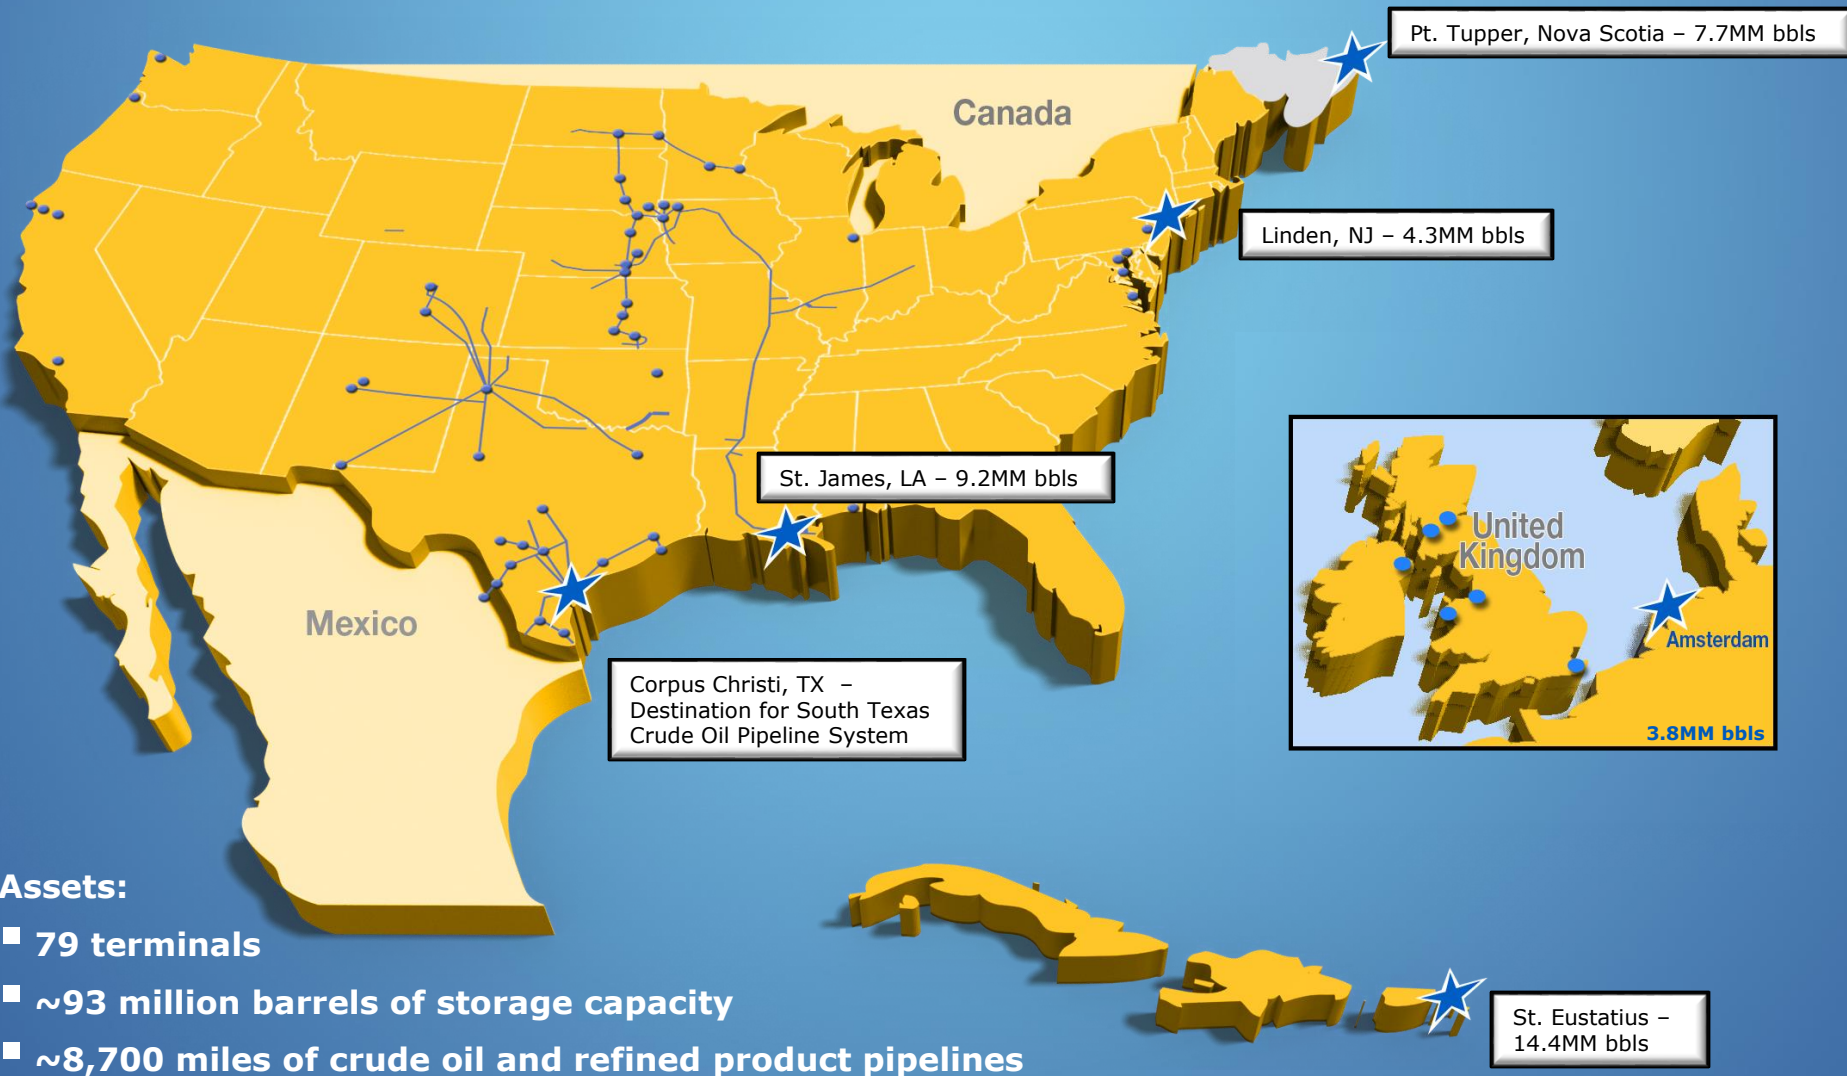 Pt. Tupper, Nova Scotia – 7.7MM bbls
Canada
Linden, NJ – 4.3MM bbls
St. James, LA – 9.2MM bbls
United
Kingdom
Amsterdam
3.8MM bbls
Mexico
Corpus Christi, TX –
Destination for South Texas
Crude Oil Pipeline System
Assets:
▪ 79 terminals
▪ ~93 million barrels of storage capacity
▪ ~8,700 miles of crude oil and refined product pipelines
St. Eustatius –
14.4MM bbls